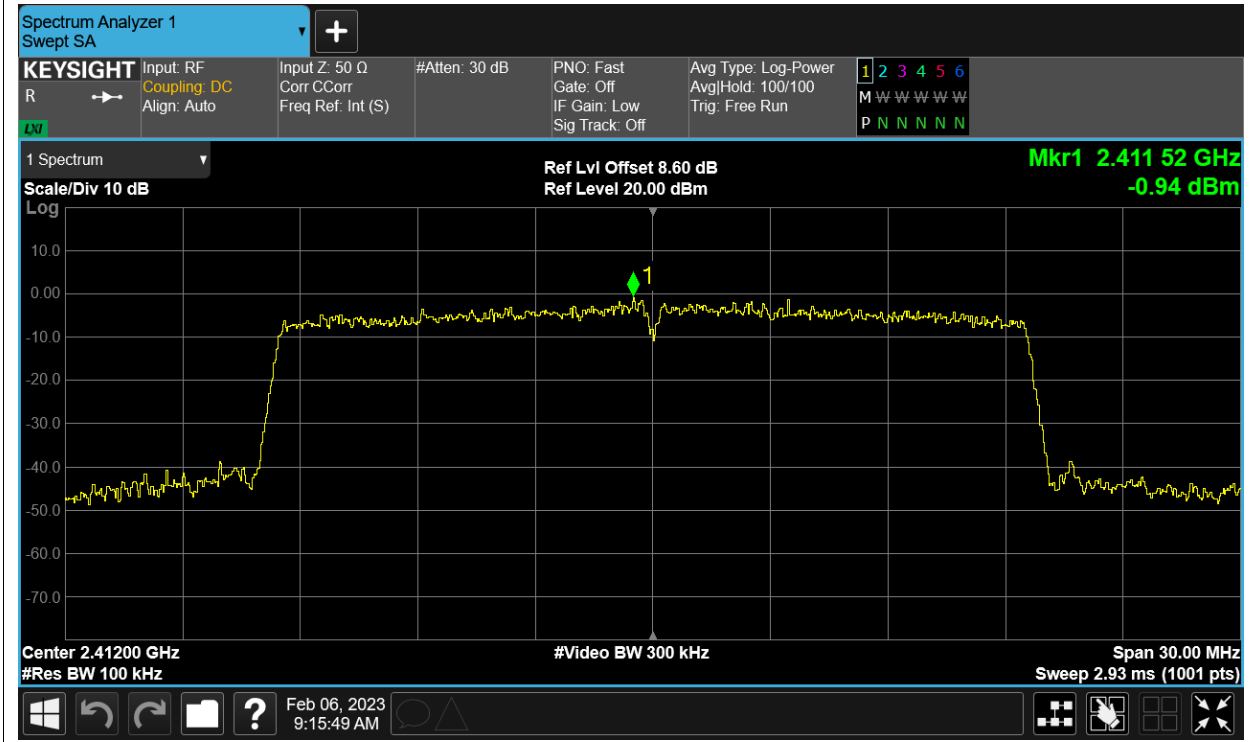 Spectrum Analyzer 1
Swept SA
KEYSIGHT
R
LXI
Input: RF
Coupling: DC
Align: Auto
Input Z: 50 Ω
Corr CCorr
Freq Ref: Int (S)
#Atten: 30 dB
PNO: Fast
Gate: Off
IF Gain: Low
Sig Track: Off
Avg Type: Log-Power
Avg|Hold: 100/100
Trig: Free Run
1 2 3 4 5 6
M W W W W W
P N N N N N
1 Spectrum
Scale/Div 10 dB
Ref Lvl Offset 8.60 dB
Ref Level 20.00 dBm
Mkr1 2.411 52 GHz
-0.94 dBm
Log
10.0
0.00
-10.0
-20.0
-30.0
-40.0
-50.0
-60.0
-70.0
1
Center 2.41200 GHz
#Res BW 100 kHz
#Video BW 300 kHz
Span 30.00 MHz
Sweep 2.93 ms (1001 pts)
?
Feb 06, 2023
9:15:49 AM